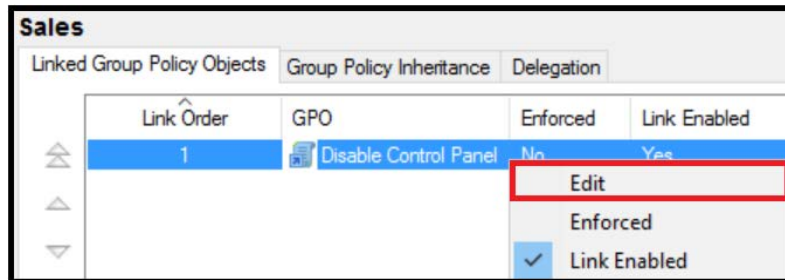 Sales
Linked Group Policy Objects Group Policy Inheritance Delegation
Link Order GPO Enforced Link Enabled
1 Disable Control Panel No Yes
Edit
Enforced
Link Enabled